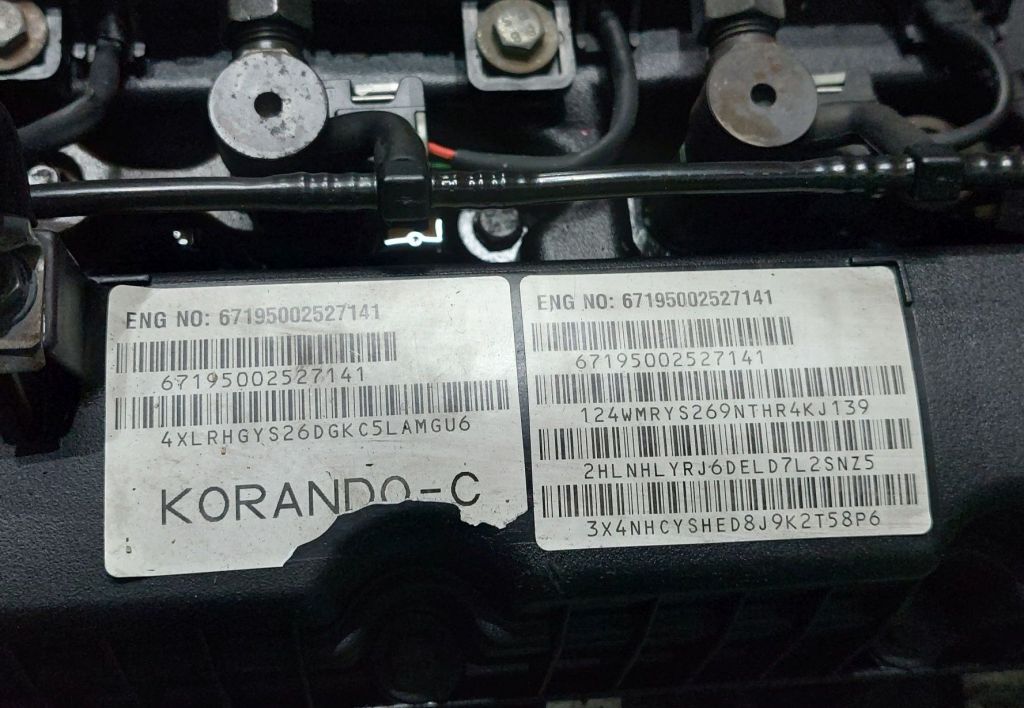 ENG NO: 67195002527141
67195002527141
4XLRHGYS26DGKC5LAMGU6
KORANDO-C
ENG NO: 67195002527141
67195002527141
124WMRYS269NTHR4KJ139
2HLNHLYRJ6DELD7L2SNZ5
3X4NHCYSHED8J9K2T58P6